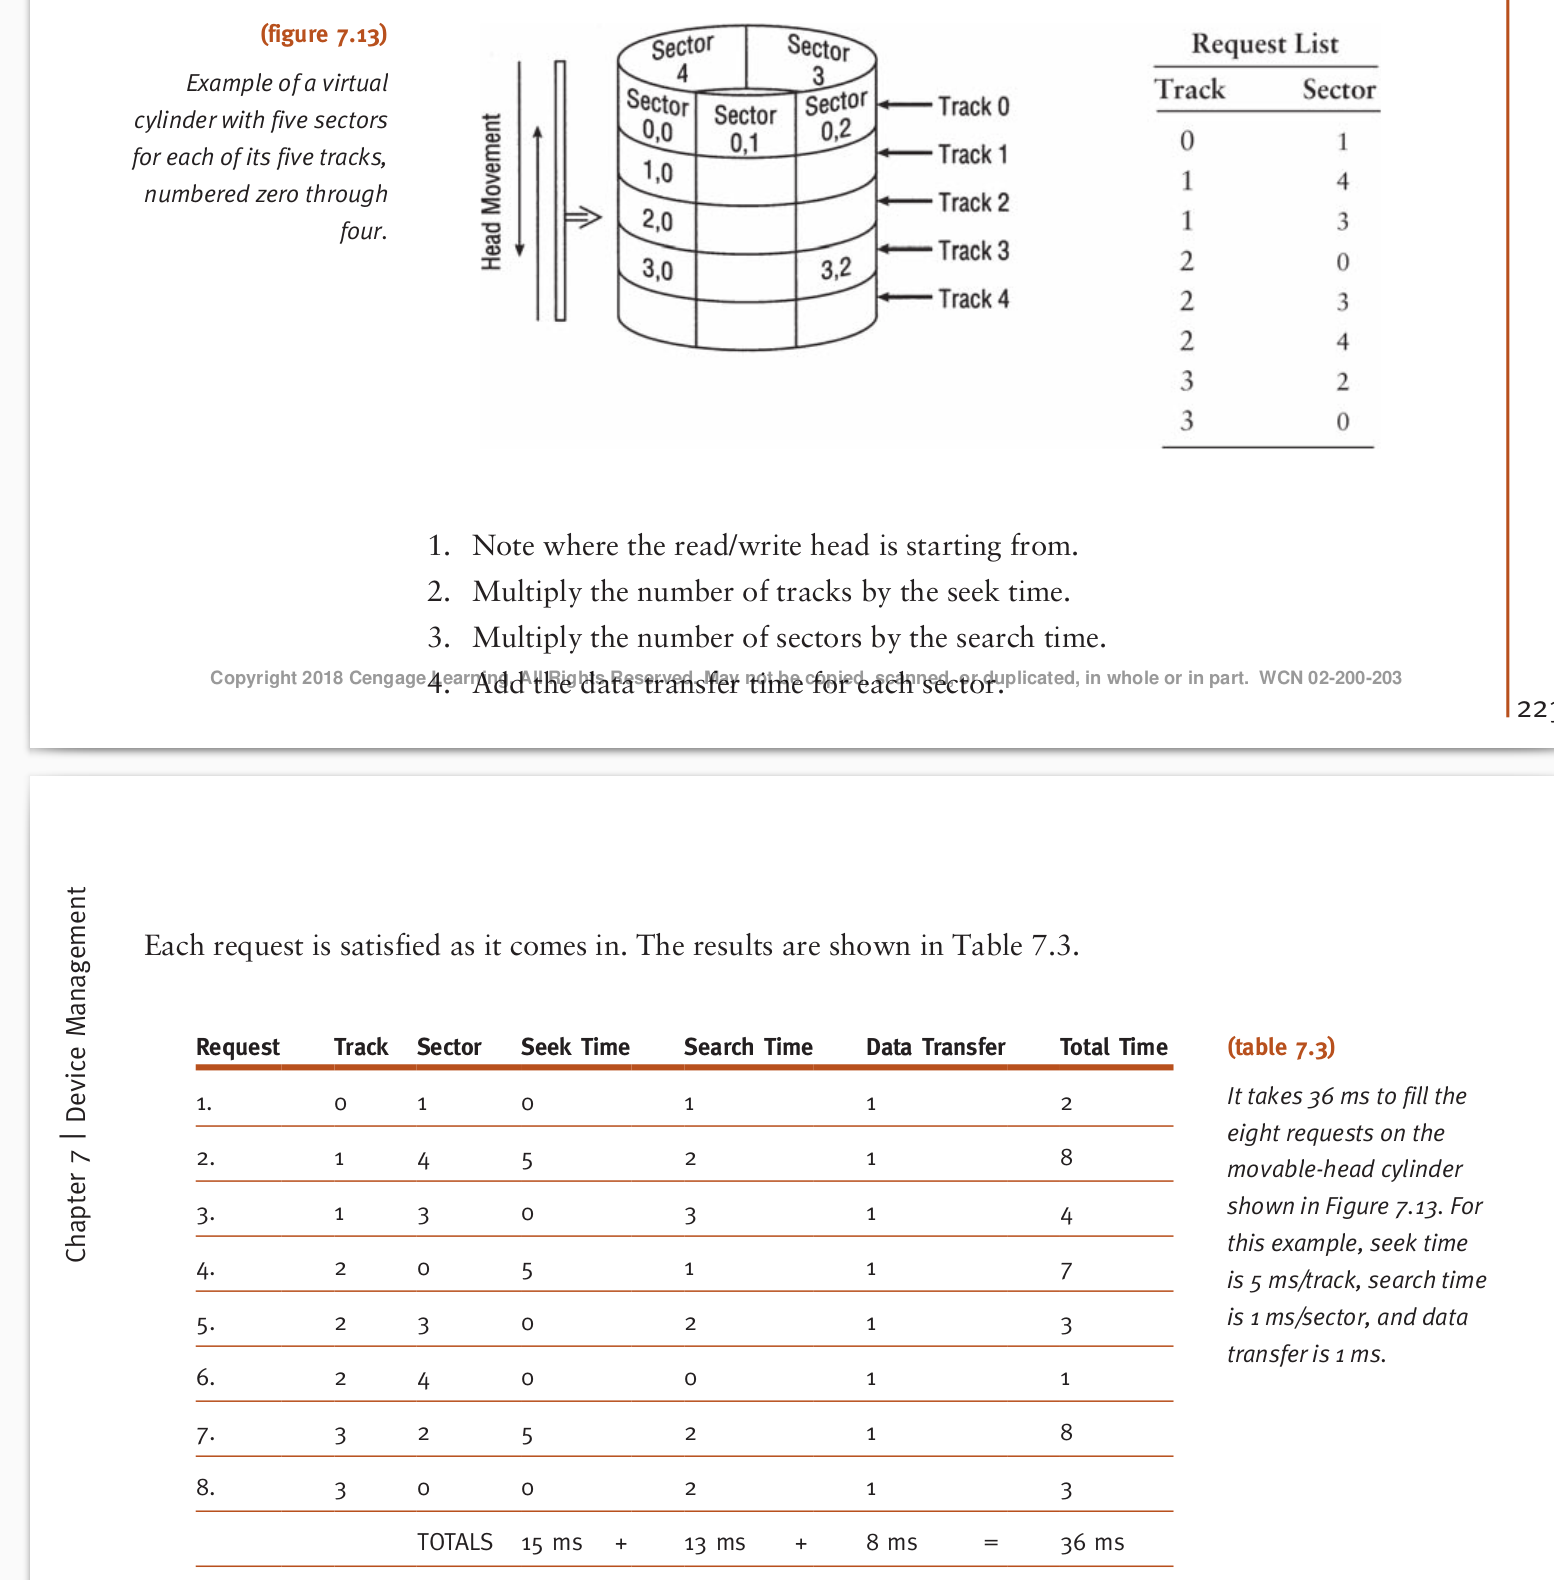 (figure 7.13)
Example of a virtual
cylinder with five sectors
for each of its five tracks,
numbered zero through
four.
Head Movement
Sector
4
Sector
3
Sector
0,0
Sector
0,1
Sector
0,2
1,0
2,0
3,0
3,2
Track 0
Track 1
Track 2
Track 3
Track 4
Request List
Track Sector
0 1
1 4
1 3
2 0
2 3
2 4
3 2
3 0
1. Note where the read/write head is starting from.
2. Multiply the number of tracks by the seek time.
3. Multiply the number of sectors by the search time.
4. Add the data transfer time for each sector.
Copyright 2018 Cengage Learning. All Rights Reserved. May not be copied, scanned, or duplicated, in whole or in part. WCN 02-200-203
Chapter 7 | Device Management
Each request is satisfied as it comes in. The results are shown in Table 7.3.
Request Track Sector Seek Time Search Time Data Transfer Total Time
1. 0 1 0 1 1 2
2. 1 4 5 2 1 8
3. 1 3 0 3 1 4
4. 2 0 5 1 1 7
5. 2 3 0 2 1 3
6. 2 4 0 0 1 1
7. 3 2 5 2 1 8
8. 3 0 0 2 1 3
TOTALS 15 ms + 13 ms + 8 ms = 36 ms
(table 7.3)
It takes 36 ms to fill the
eight requests on the
movable-head cylinder
shown in Figure 7.13. For
this example, seek time
is 5 ms/track, search time
is 1 ms/sector, and data
transfer is 1 ms.